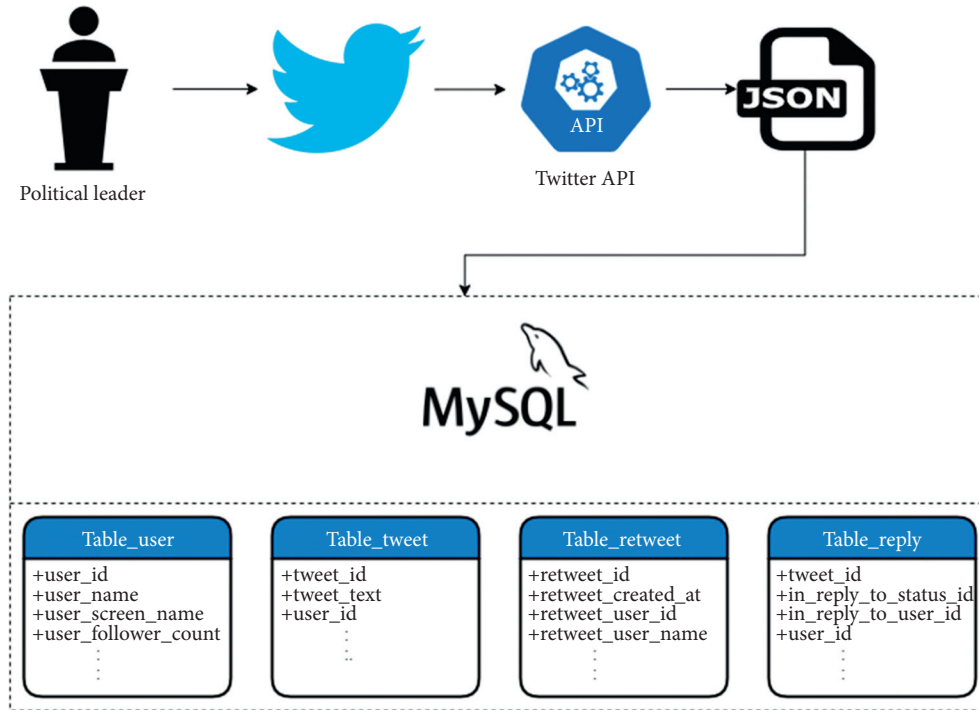 JSON
API
Political leader
Twitter API
MySQL
Table_user
+user_id
+user_name
+user_screen_name
+user_follower_count
Table_tweet
+tweet_id
+tweet_text
+user_id
Table_retweet
+retweet_id
+retweet_created_at
+retweet_user_id
+retweet_user_name
Table_reply
+tweet_id
+in_reply_to_status_id
+in_reply_to_user_id
+user_id